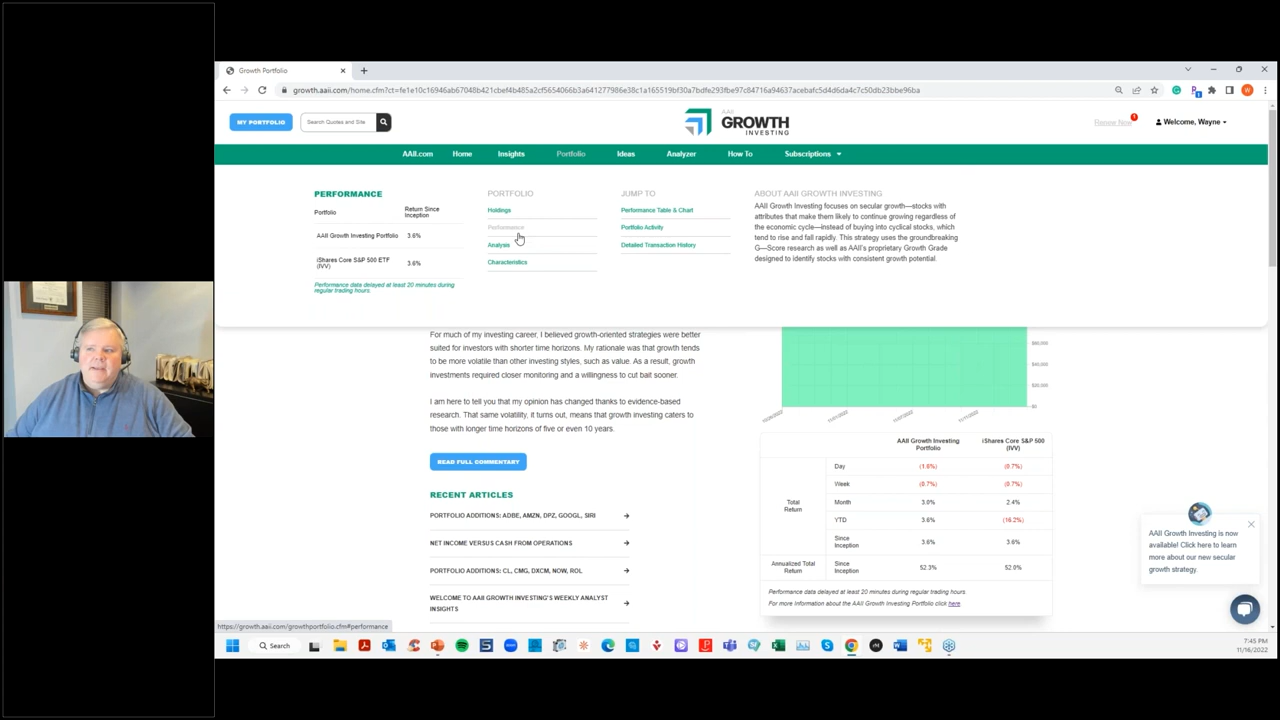 Growth Portfolio
growth.aaii.com/home.cfm?ct=fe1e10c16946ab67048b421cbf485a2cf5654066b3a641277986e38c1a165519bf30a7bdfe293fbe97c84716a94637acebafc5d4d6da4c7c50db23bbe96ba
MY PORTFOLIO
Search Quotes and Site
AAII
GROWTH
INVESTING
Renew Now
Welcome, Wayne
AAII.com Home Insights Portfolio Ideas Analyzer How To Subscriptions
PERFORMANCE
Portfolio
Return Since
Inception
AAII Growth Investing Portfolio 3.6%
iShares Core S&P 500 ETF
(IVV)
3.6%
Performance data delayed at least 20 minutes during
regular trading hours.
PORTFOLIO
Holdings
Performance
Analysis
Characteristics
JUMP TO
Performance Table & Chart
Portfolio Activity
Detailed Transaction History
ABOUT AAII GROWTH INVESTING
AAII Growth Investing focuses on secular growth—stocks with
attributes that make them likely to continue growing regardless of
the economic cycle—instead of buying into cyclical stocks, which
tend to rise and fall rapidly. This strategy uses the groundbreaking
G—Score research as well as AAII's proprietary Growth Grade
designed to identify stocks with consistent growth potential.
For much of my investing career, I believed growth-oriented strategies were better
suited for investors with shorter time horizons. My rationale was that growth tends
to be more volatile than other investing styles, such as value. As a result, growth
investments required closer monitoring and a willingness to cut bait sooner.
I am here to tell you that my opinion has changed thanks to evidence-based
research. That same volatility, it turns out, means that growth investing caters to
those with longer time horizons of five or even 10 years.
READ FULL COMMENTARY
RECENT ARTICLES
PORTFOLIO ADDITIONS: ADBE, AMZN, DPZ, GOOGL, SIRI
NET INCOME VERSUS CASH FROM OPERATIONS
PORTFOLIO ADDITIONS: CL, CMG, DXCM, NOW, ROL
WELCOME TO AAII GROWTH INVESTING'S WEEKLY ANALYST
INSIGHTS
$60,000
$40,000
$20,000
$0
AAII Growth Investing
Portfolio
iShares Core S&P 500
(IVV)
Total
Return
Day (1.6%) (0.7%)
Week (0.7%) (0.7%)
Month 3.0% 2.4%
YTD 3.6% (16.2%)
Since
Inception
3.6% 3.6%
Annualized Total
Return
Since
Inception
52.3% 52.0%
Performance data delayed at least 20 minutes during regular trading hours.
For more Information about the AAII Growth Investing Portfolio click here.
AAII Growth Investing is now
available! Click here to learn
more about our new secular
growth strategy.
https://growth.aaii.com/growthportfolio.cfm#performance
Search
7:45 PM
11/16/2022